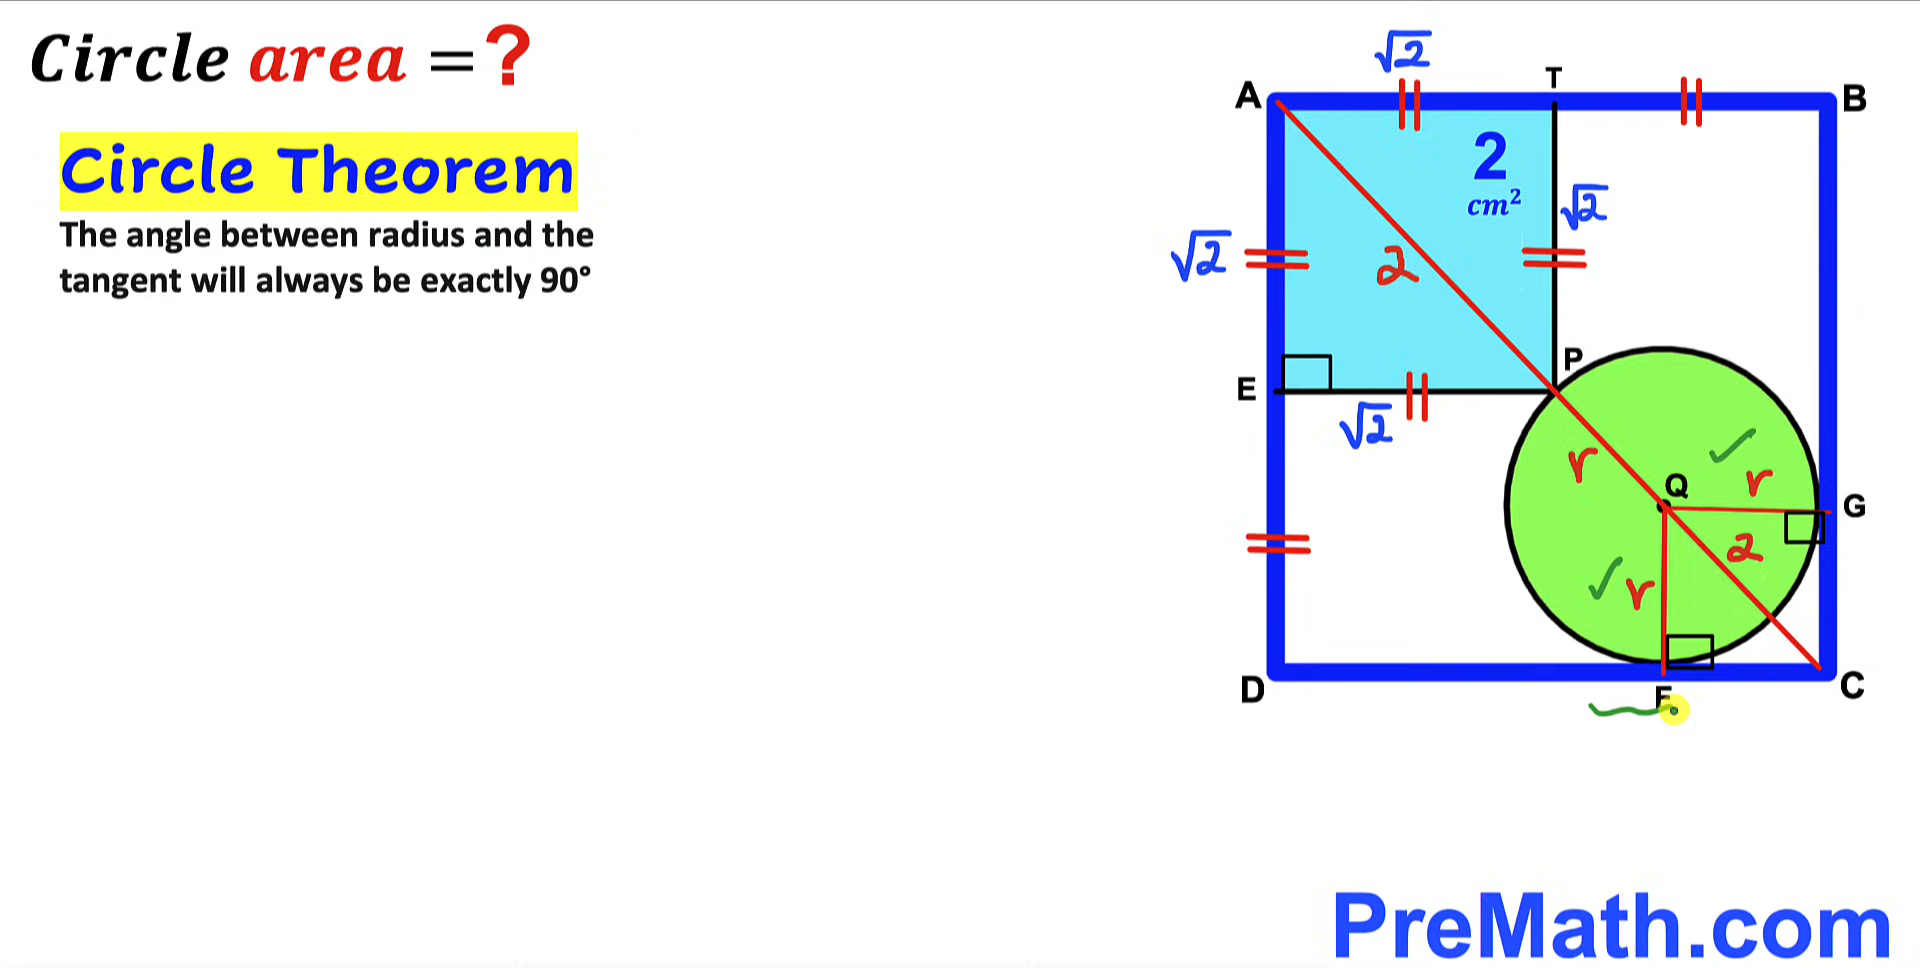 Circle area = ?
Circle Theorem
The angle between radius and the
tangent will always be exactly 90°
√2
T
A
B
2
cm²
√2
√2
2
P
E
√2
r
Q
r
G
2
r
D
F
C
PreMath.com